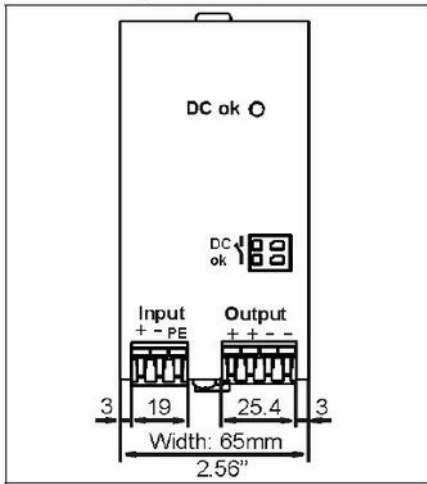 DC ok
DC
ok
Input Output
+ - PE + + - -
3 19 25.4 3
Width: 65mm
2.56"